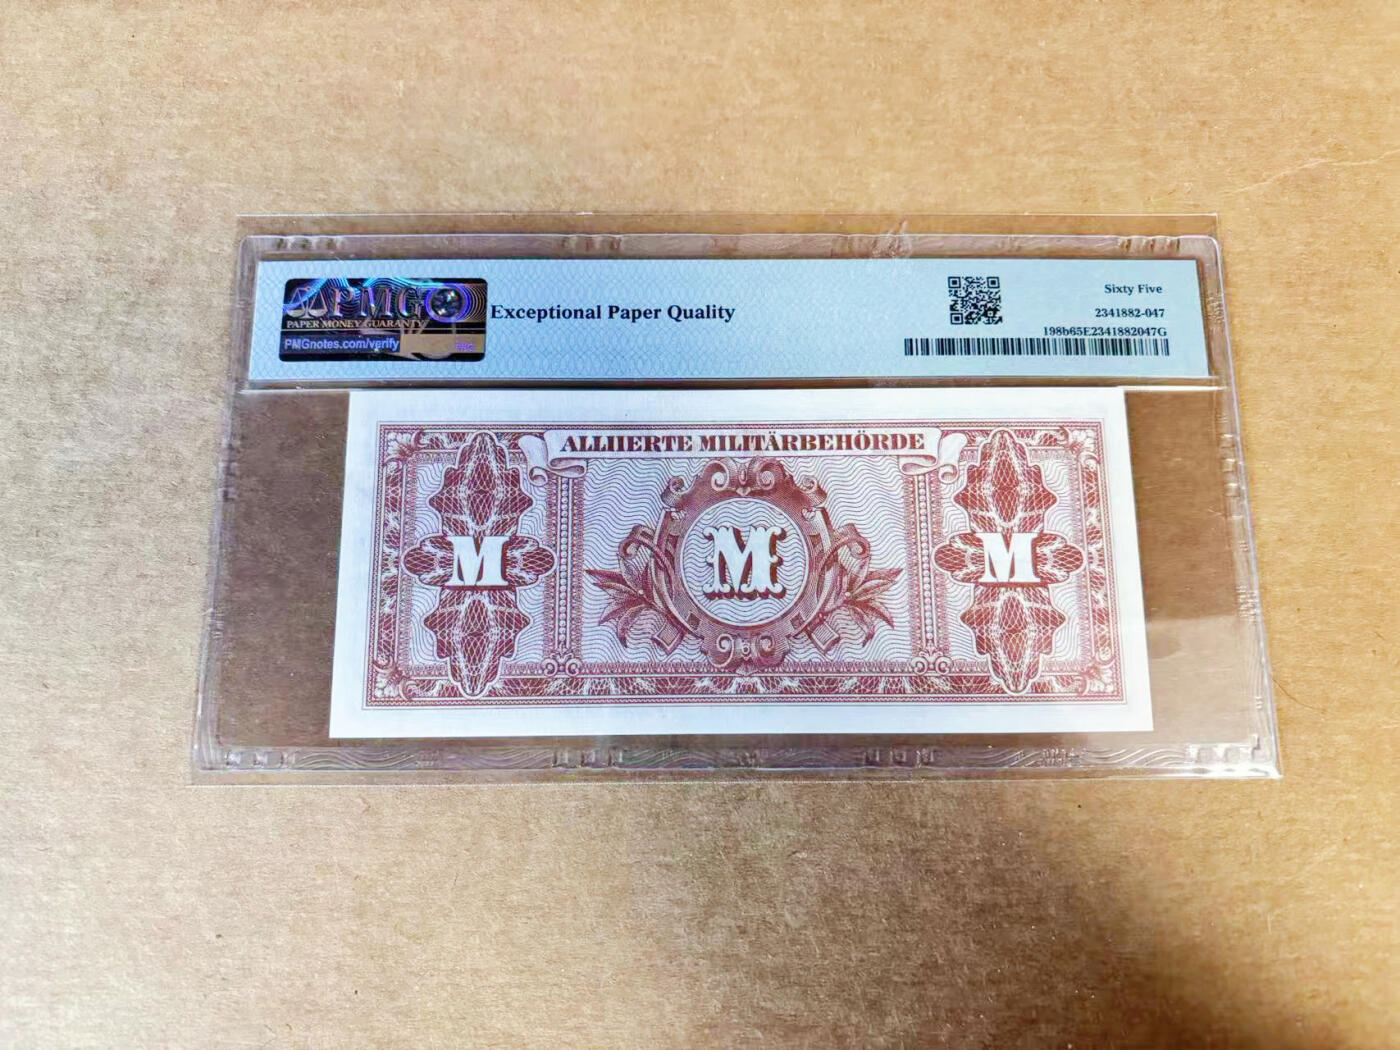 PMG
PAPER MONEY GUARANTY
PMGnotes.com/verify
Exceptional Paper Quality
Sixty Five
2341882-047
198b65E2341882047G
ALLIIERTE MILITÄRBEHÖRDE
M M M